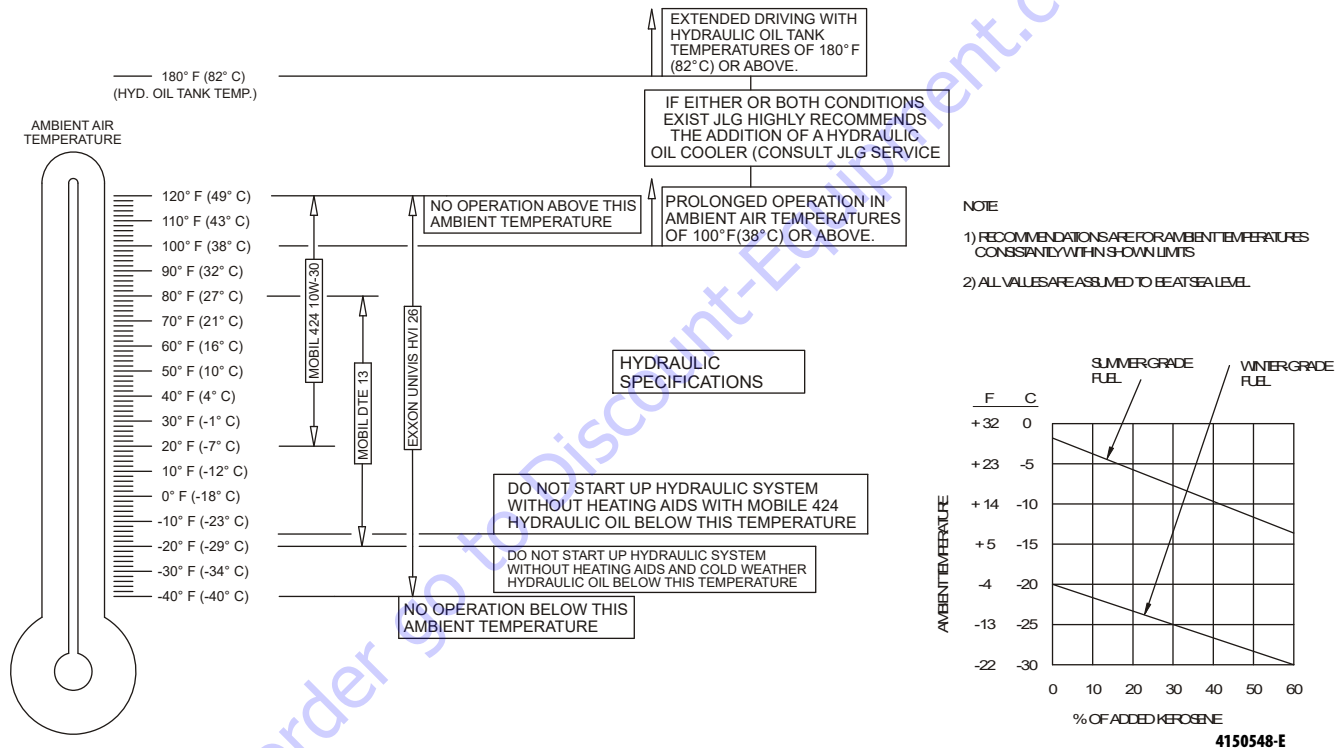 EXTENDED DRIVING WITH
HYDRAULIC OIL TANK
TEMPERATURES OF 180°F
(82°C) OR ABOVE.
180° F (82° C)
(HYD. OIL TANK TEMP.)
IF EITHER OR BOTH CONDITIONS
EXIST JLG HIGHLY RECOMMENDS
THE ADDITION OF A HYDRAULIC
OIL COOLER (CONSULT JLG SERVICE
AMBIENT AIR
TEMPERATURE
120° F (49° C)
110° F (43° C)
100° F (38° C)
90° F (32° C)
80° F (27° C)
70° F (21° C)
60° F (16° C)
50° F (10° C)
40° F (4° C)
30° F (-1° C)
20° F (-7° C)
10° F (-12° C)
0° F (-18° C)
-10° F (-23° C)
-20° F (-29° C)
-30° F (-34° C)
-40° F (-40° C)
MOBIL 424 10W-30
MOBIL DTE 13
EXXON UNIVIS HVI 26
NO OPERATION ABOVE THIS
AMBIENT TEMPERATURE
PROLONGED OPERATION IN
AMBIENT AIR TEMPERATURES
OF 100°F(38°C) OR ABOVE.
HYDRAULIC
SPECIFICATIONS
DO NOT START UP HYDRAULIC SYSTEM
WITHOUT HEATING AIDS WITH MOBILE 424
HYDRAULIC OIL BELOW THIS TEMPERATURE
DO NOT START UP HYDRAULIC SYSTEM
WITHOUT HEATING AIDS AND COLD WEATHER
HYDRAULIC OIL BELOW THIS TEMPERATURE
NO OPERATION BELOW THIS
AMBIENT TEMPERATURE
NOTE:
1) RECOMMENDATIONS ARE FOR AMBIENT TEMPERATURES
CONSISTANTLY WITHIN SHOWN LIMITS
2) ALL VALUES ARE ASSUMED TO BE AT SEA LEVEL.
SUMMER-GRADE
FUEL
WINTER-GRADE
FUEL
F C
+32 0
+23 -5
+14 -10
+5 -15
-4 -20
-13 -25
-22 -30
AMBIENT TEMPERATURE
0 10 20 30 40 50 60
% OF ADDED KEROSENE
4150548-E
order go to Discount-Equipment.c